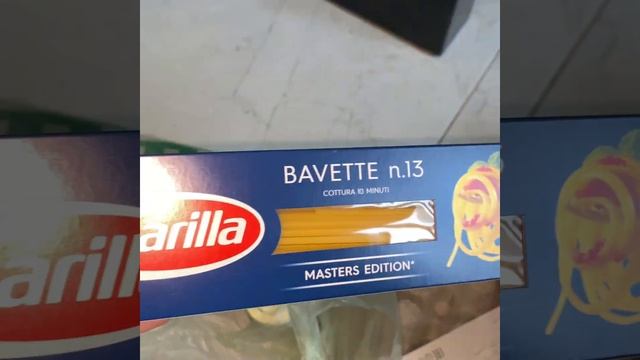 BAVETTE n.13
COTTURA 10 MINUTI
arilla
MASTERS EDITION*